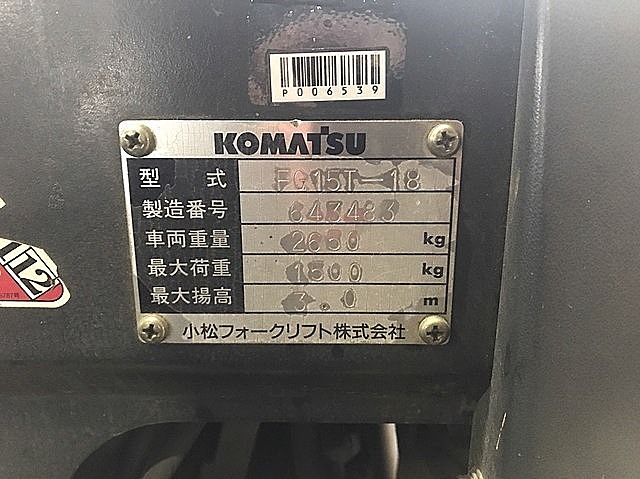 P006539
KOMATSU
型 式 FG15T-18
製造番号 643483
車両重量 2650 kg
最大荷重 1500 kg
最大揚高 3.0 m
小松フォークリフト株式会社